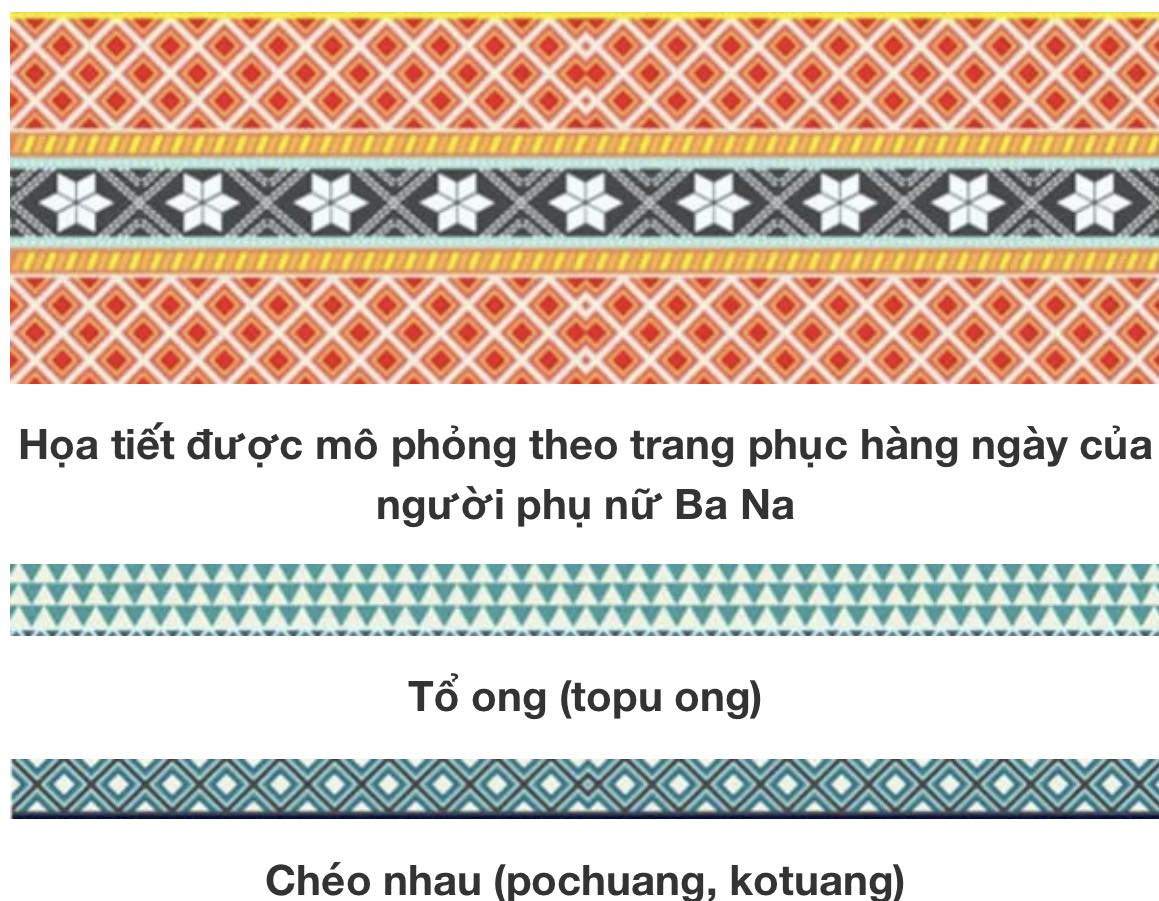 Họa tiết được mô phỏng theo trang phục hàng ngày của
người phụ nữ Ba Na
Tổ ong (topu ong)
Chéo nhau (pochuang, kotuang)